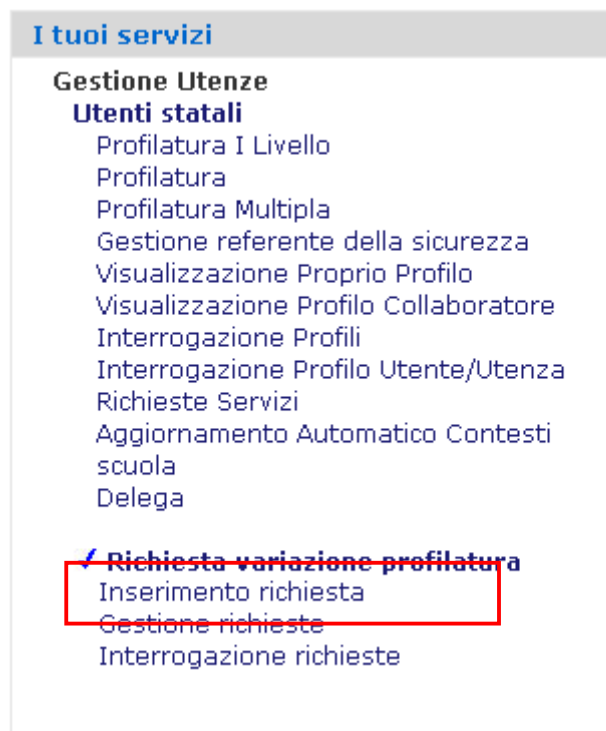 I tuoi servizi
Gestione Utenze
Utenti statali
Profilatura I Livello
Profilatura
Profilatura Multipla
Gestione referente della sicurezza
Visualizzazione Proprio Profilo
Visualizzazione Profilo Collaboratore
Interrogazione Profili
Interrogazione Profilo Utente/Utenza
Richieste Servizi
Aggiornamento Automatico Contesti
scuola
Delega
Richiesta variazione profilatura
Inserimento richiesta
Gestione richieste
Interrogazione richieste